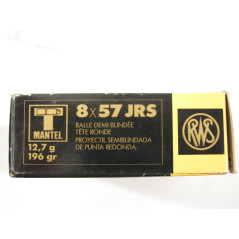 T
MANTEL
12,7 g
196 gr
8x57 JRS
BALLE DEMI-BLINDÉE
TÊTE RONDE
PROYECTIL SEMIBLINDADA
DE PUNTA REDONDA.
RWS